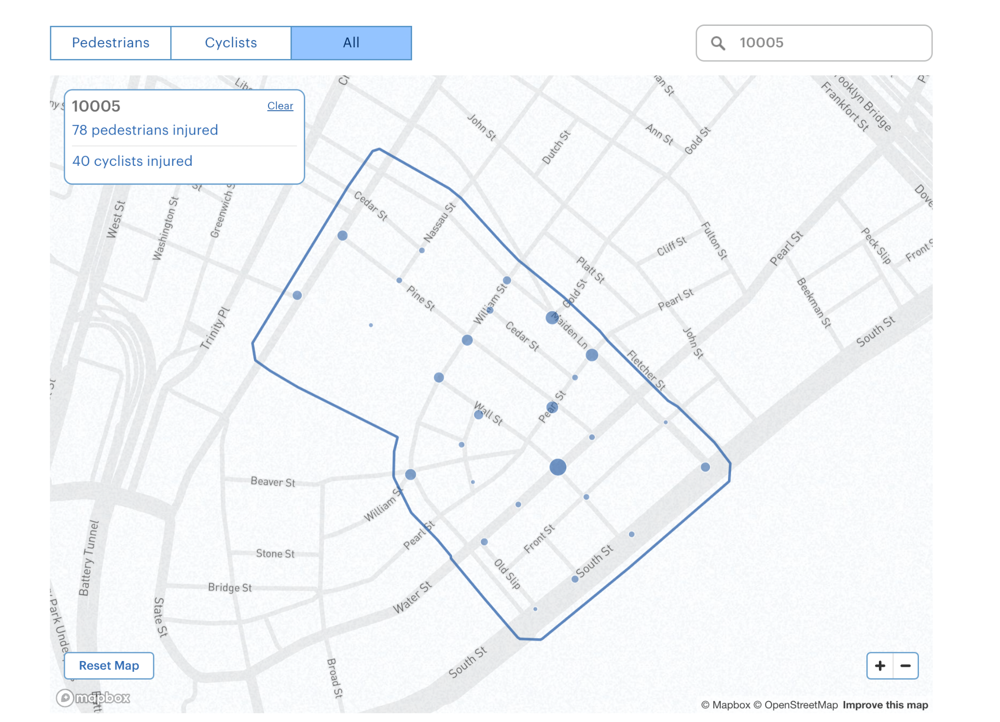 Pedestrians
Cyclists
All
10005
10005
Clear
78 pedestrians injured
40 cyclists injured
John St
Dutch St
Ann St
Gold St
Brooklyn Bridge
Frankfort St
West St
Washington St
Greenwich S
St
Cedar St
Nassau St
Cliff St
Fulton St
Pearl St
Peck Slip
Front S
Platt St
Gold St
Pearl St
Beekman St
Pine St
William St
Maiden Ln
Cedar St
Trinity Pl
John St
South St
Fletcher St
Pearl St
Wall St
Beaver St
William St
Pearl St
Front St
Stone St
South St
Old Slip
Battery Tunnel
Bridge St
Water St
State St
South St
Broad St
Park Unde
Reset Map
+
−
mapbox
© Mapbox © OpenStreetMap Improve this map